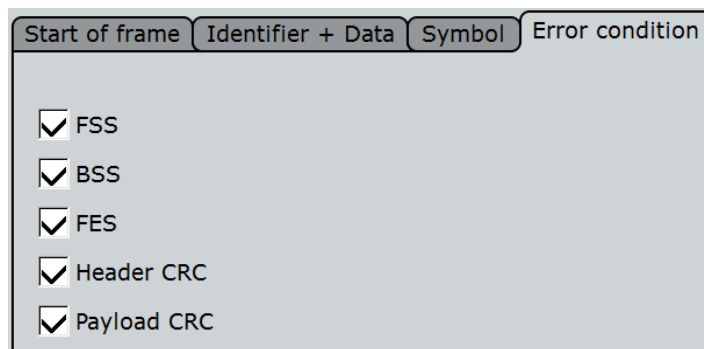 Start of frame Identifier + Data Symbol Error condition
FSS
BSS
FES
Header CRC
Payload CRC